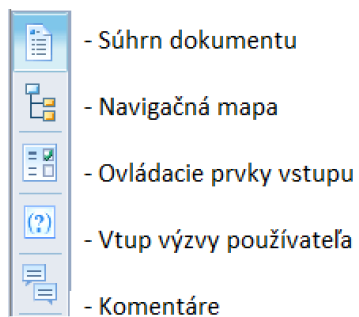 - Súhrn dokumentu
- Navigačná mapa
- Ovládacie prvky vstupu
(?) - Vtup výzvy používateľa
- Komentáre